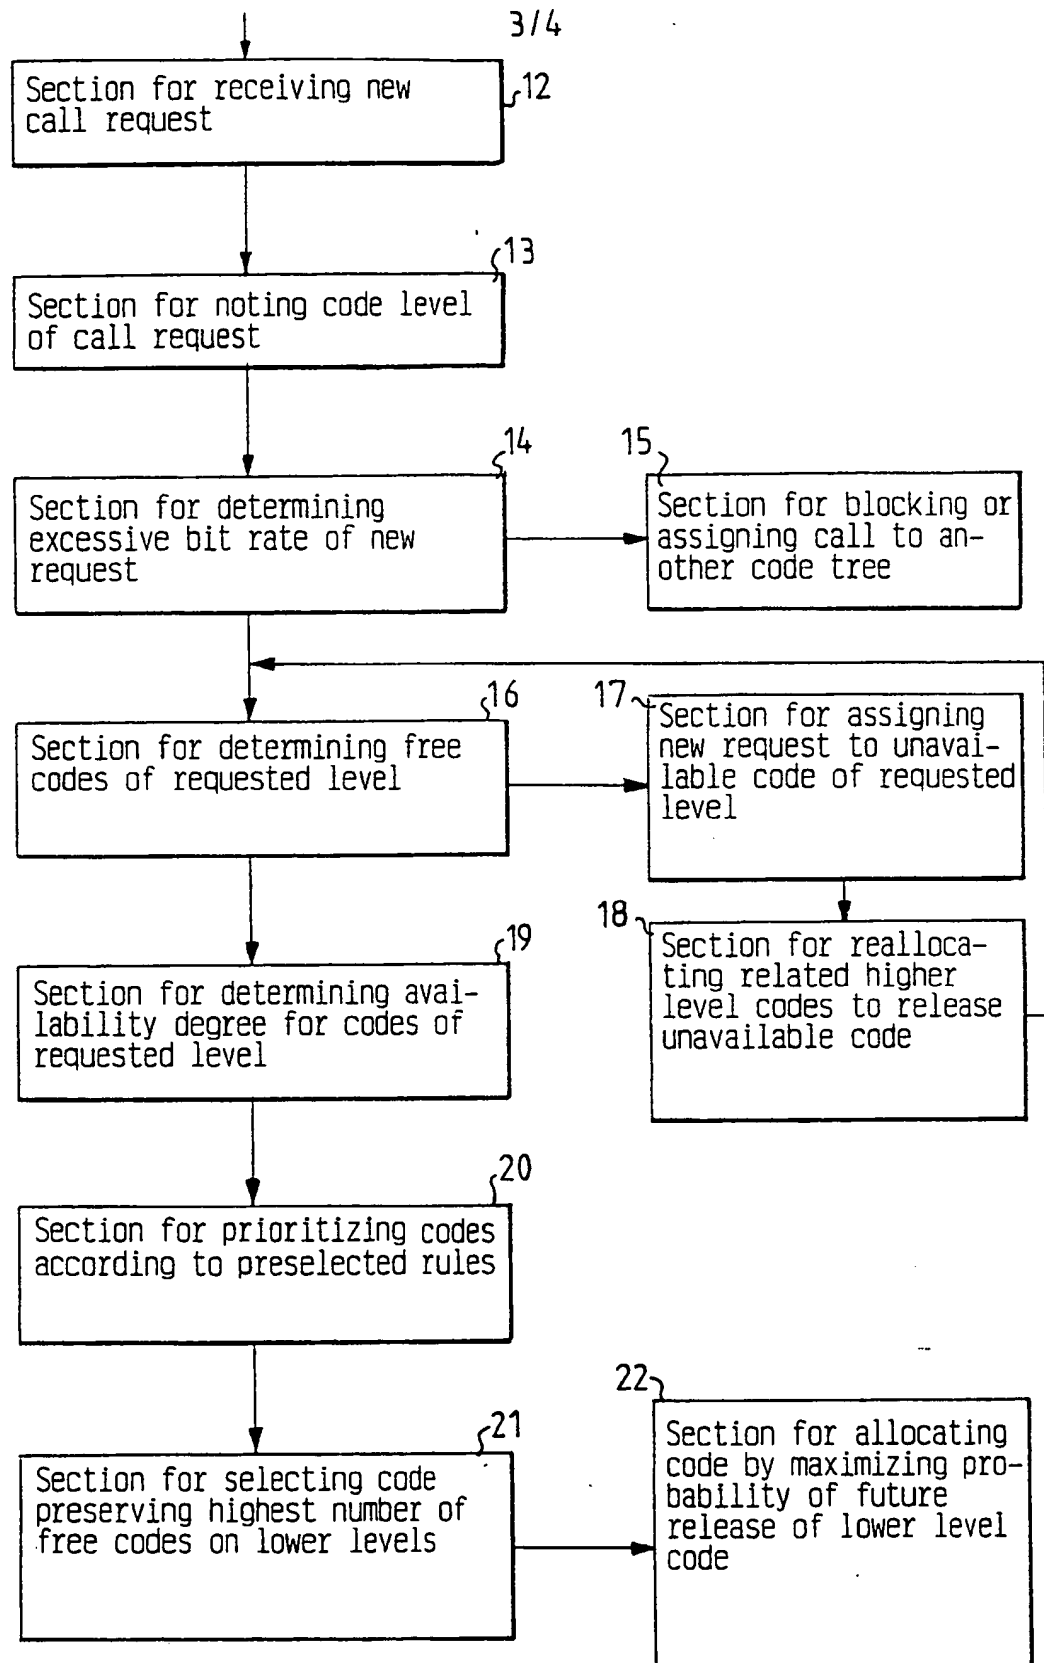 3/4
Section for receiving new
call request
12
13
Section for noting code level
of call request
14
Section for determining
excessive bit rate of new
request
15
Section for blocking or
assigning call to an-
other code tree
16
Section for determining free
codes of requested level
17
Section for assigning
new request to unavai-
lable code of requested
level
18
Section for realloca-
ting related higher
level codes to release
unavailable code
19
Section for determining avai-
lability degree for codes of
requested level
20
Section for prioritizing codes
according to preselected rules
21
Section for selecting code
preserving highest number of
free codes on lower levels
22
Section for allocating
code by maximizing pro-
bability of future
release of lower level
code